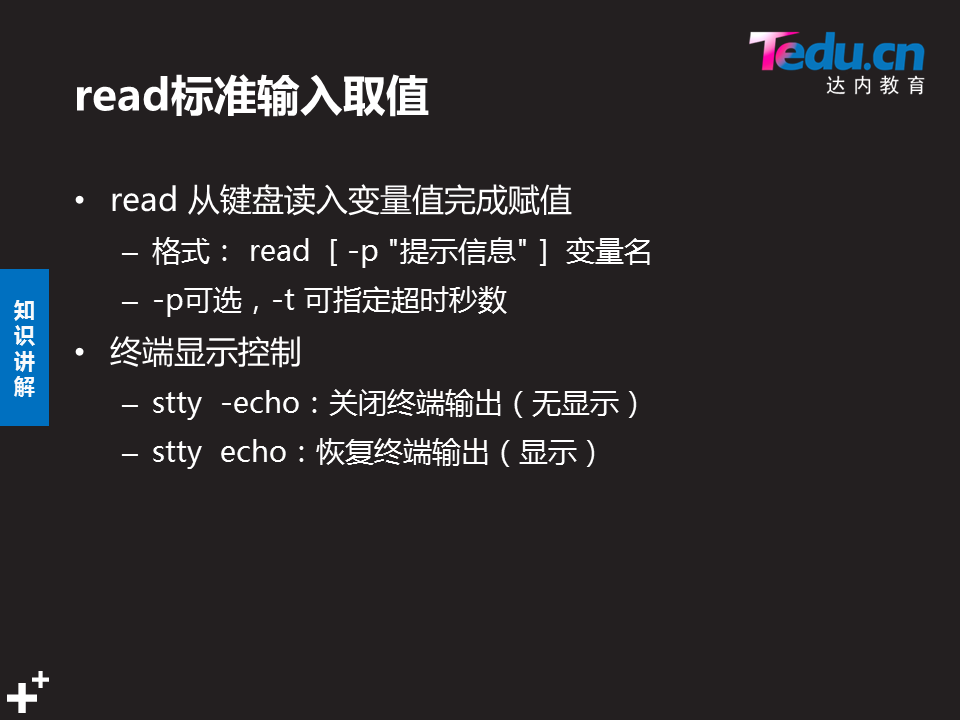 Tedu.cn
达内教育
read标准输入取值
• read 从键盘读入变量值完成赋值
– 格式： read [ -p "提示信息" ] 变量名
– -p可选，-t 可指定超时秒数
• 终端显示控制
– stty -echo：关闭终端输出（无显示）
– stty echo：恢复终端输出（显示）
知识讲解